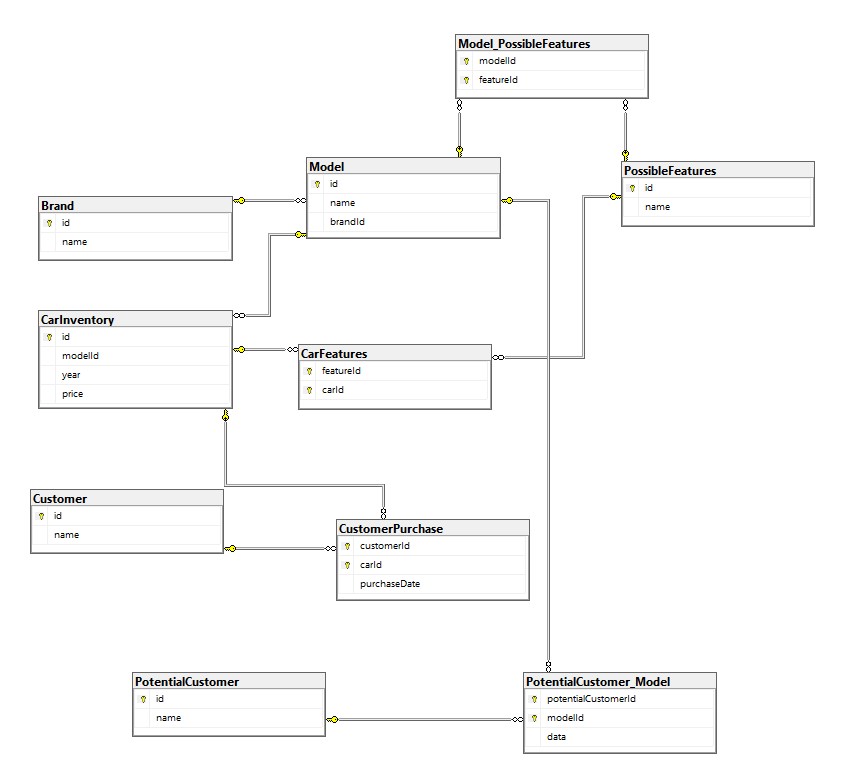 Model_PossibleFeatures
modelId
featureId
Model
id
name
brandId
PossibleFeatures
id
name
Brand
id
name
CarInventory
id
modelId
year
price
CarFeatures
featureId
carId
Customer
id
name
CustomerPurchase
customerId
carId
purchaseDate
PotentialCustomer
id
name
PotentialCustomer_Model
potentialCustomerId
modelId
data